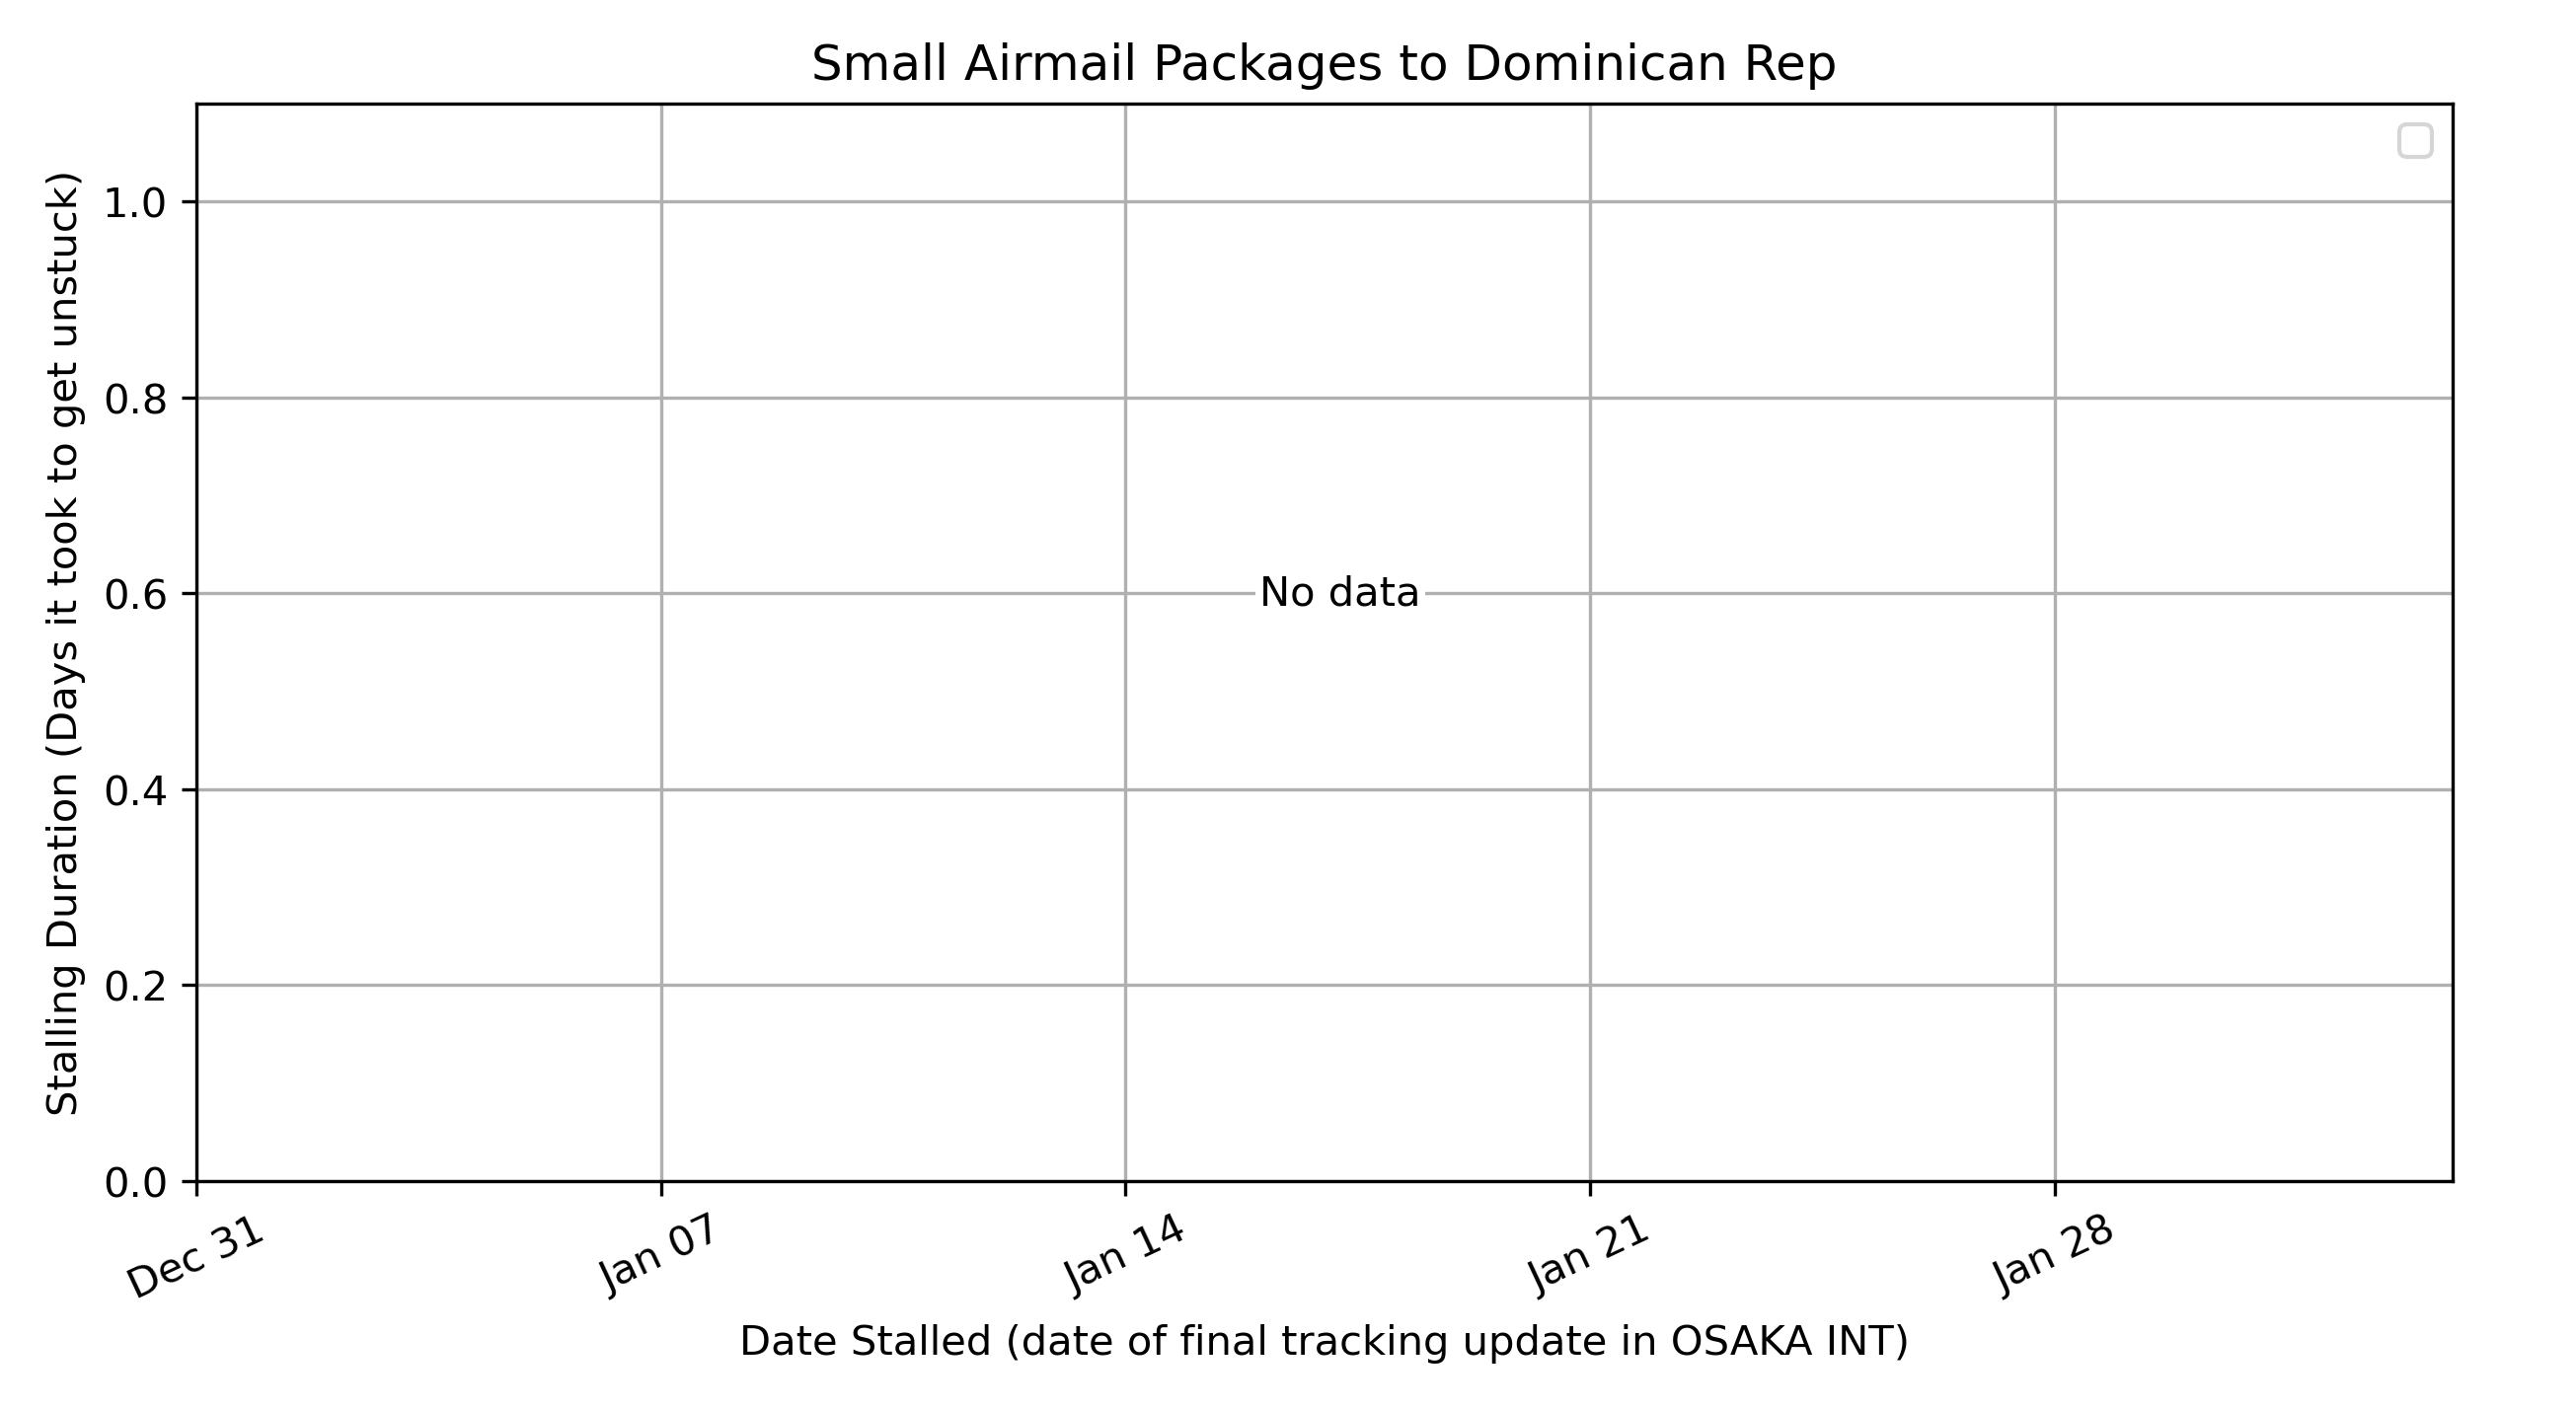 Small Airmail Packages to Dominican Rep
Stalling Duration (Days it took to get unstuck)
1.0
0.8
0.6
0.4
0.2
0.0
No data
Dec 31
Jan 07
Jan 14
Jan 21
Jan 28
Date Stalled (date of final tracking update in OSAKA INT)